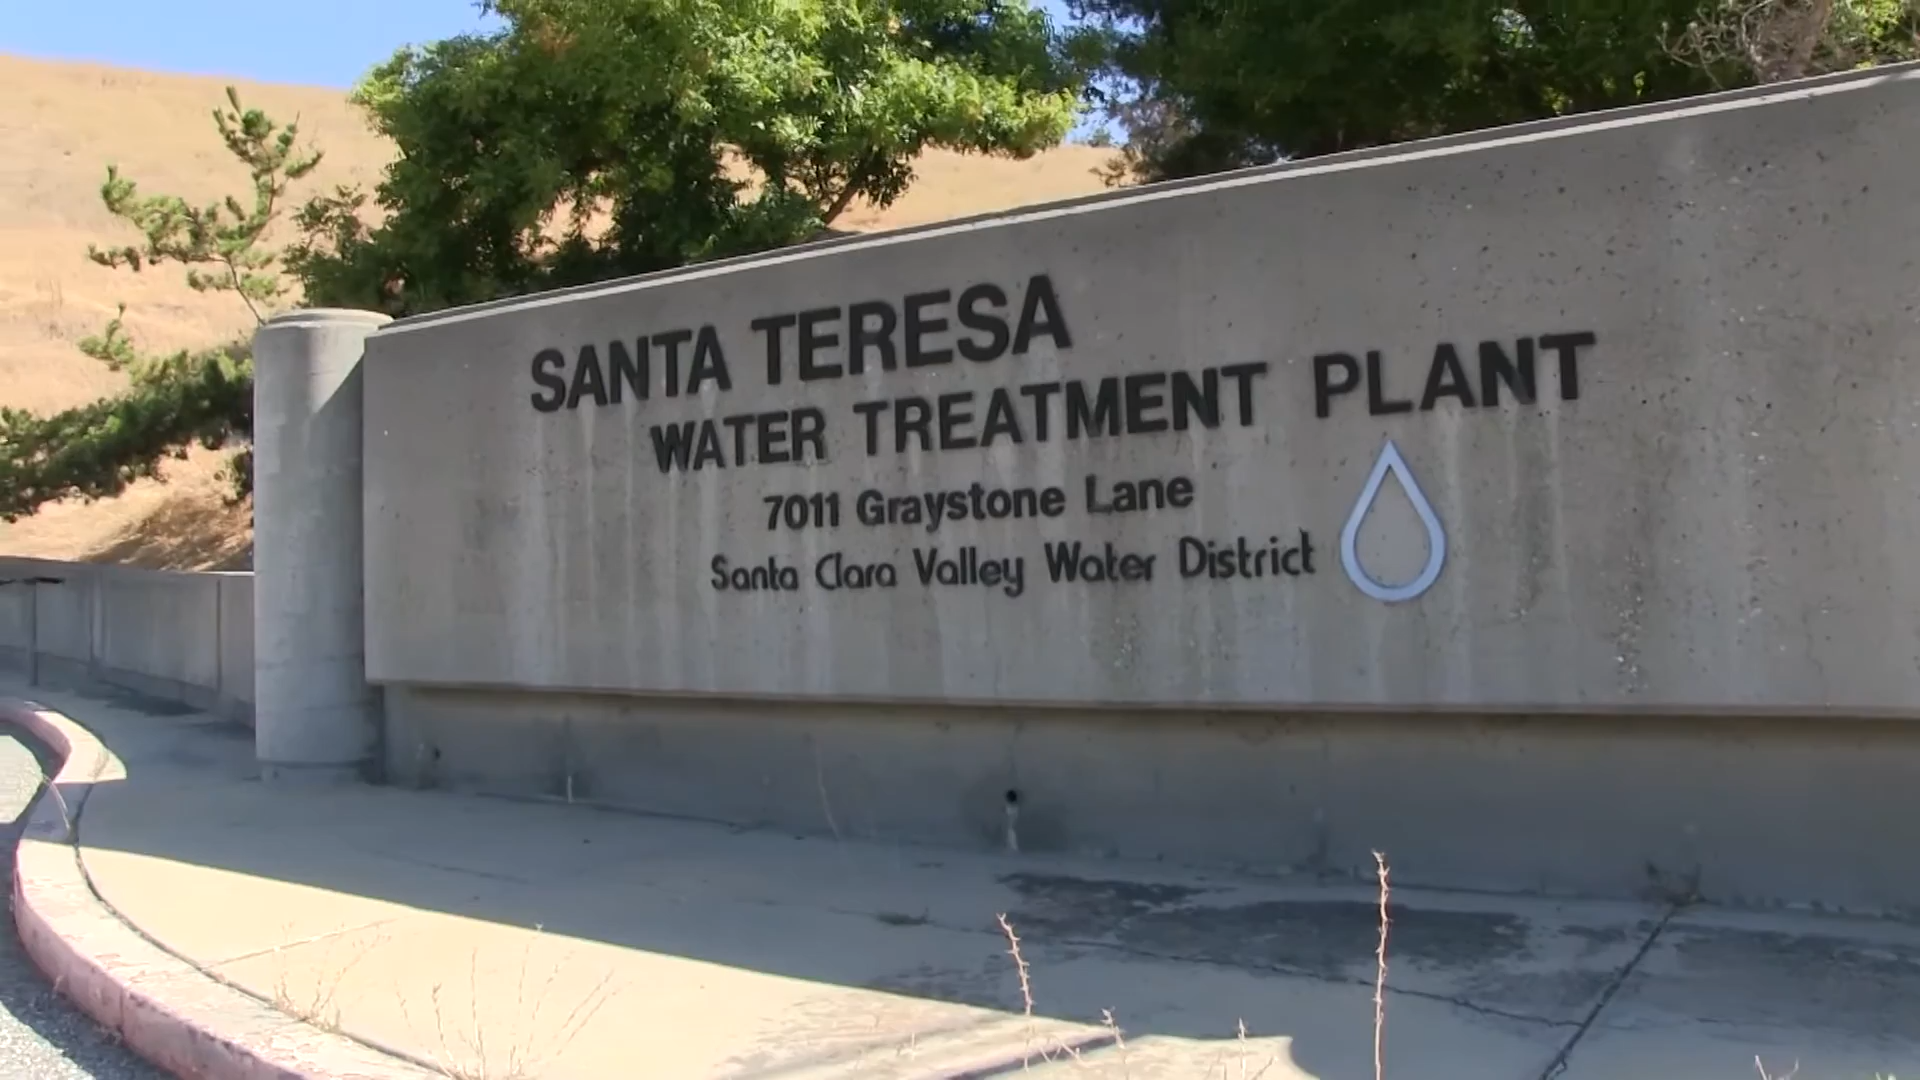 SANTA TERESA
WATER TREATMENT PLANT
7011 Graystone Lane
Santa Clara Valley Water District